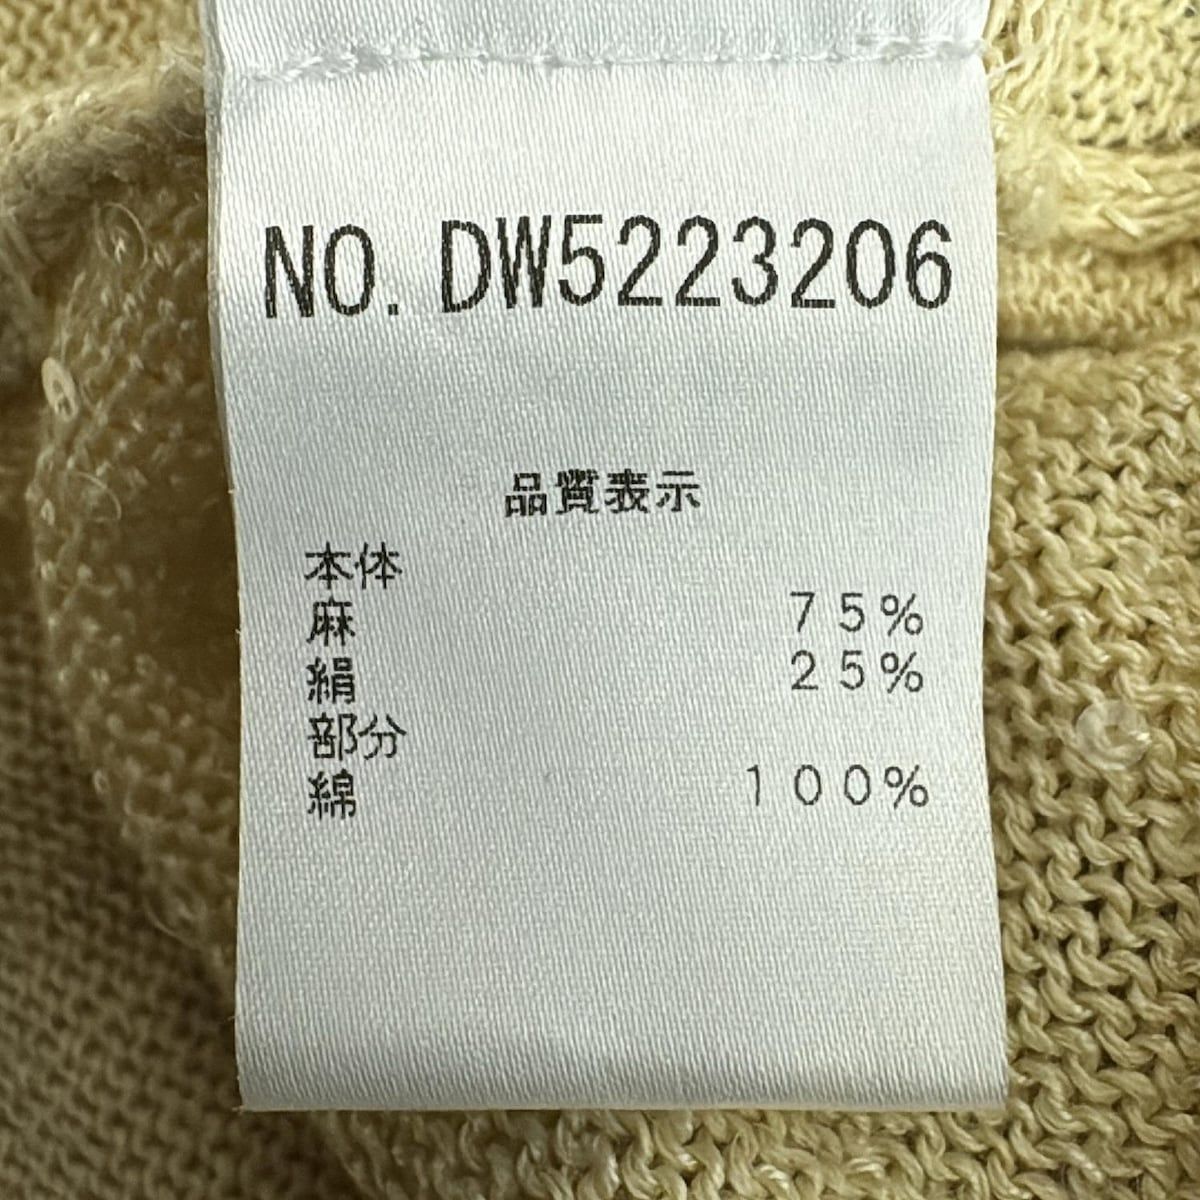 NO. DW5223206
品質表示
本体
麻 75%
絹 25%
部分
綿 100%